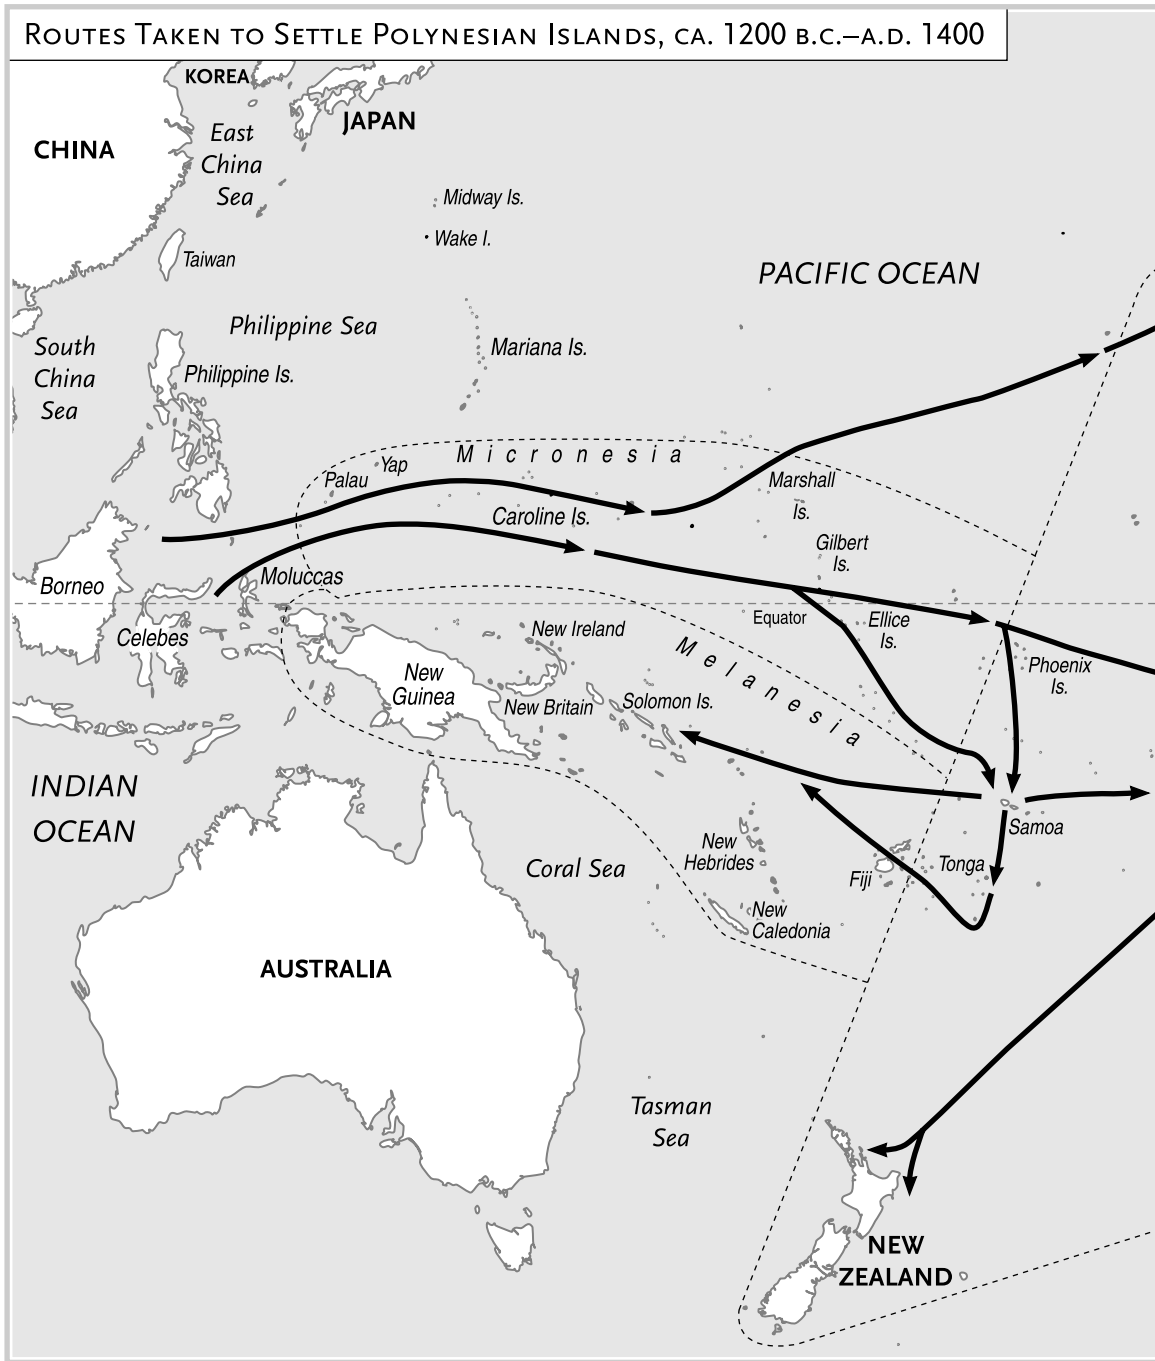 ROUTES TAKEN TO SETTLE POLYNESIAN ISLANDS, CA. 1200 B.C.–A.D. 1400
KOREA
JAPAN
CHINA
East
China
Sea
Midway Is.
Wake I.
Taiwan
PACIFIC OCEAN
Philippine Sea
South
China
Sea
Mariana Is.
Philippine Is.
Micronesia
Yap
Palau
Marshall
Is.
Caroline Is.
Gilbert
Is.
Moluccas
Borneo
Equator
Ellice
Is.
Celebes
New Ireland
Melanesia
Phoenix
Is.
New
Guinea
New Britain
Solomon Is.
INDIAN
OCEAN
Samoa
New
Hebrides
Coral Sea
Tonga
Fiji
New
Caledonia
AUSTRALIA
Tasman
Sea
NEW
ZEALAND